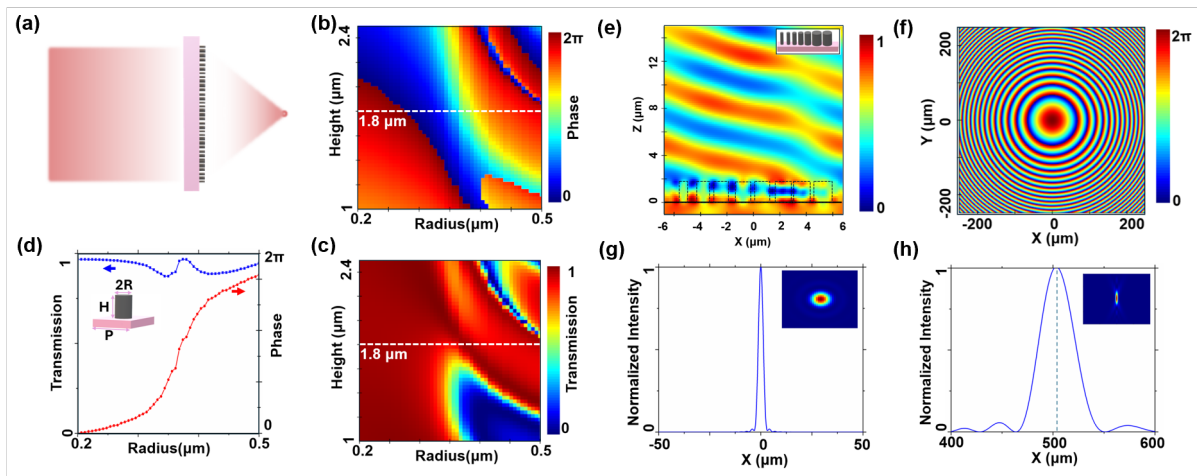 (a)
(b)
2.4
Height (μm)
1
1.8 μm
0.2
Radius(μm)
0.5
2π
Phase
0
(c)
2.4
Height (μm)
1
1.8 μm
0.2
Radius(μm)
0.5
1
Transmission
0
(d)
1
Transmission
0
2R
H
P
2π
Phase
0
0.2
Radius(μm)
0.5
(e)
12
8
4
0
Z (μm)
-6
-4
-2
0
2
4
6
X (μm)
1
0
(f)
200
0
-200
Y (μm)
-200
0
200
X (μm)
2π
0
(g)
1
Normalized Intensity
0
-50
0
50
X (μm)
(h)
1
Normalized Intensity
0
400
500
600
X (μm)